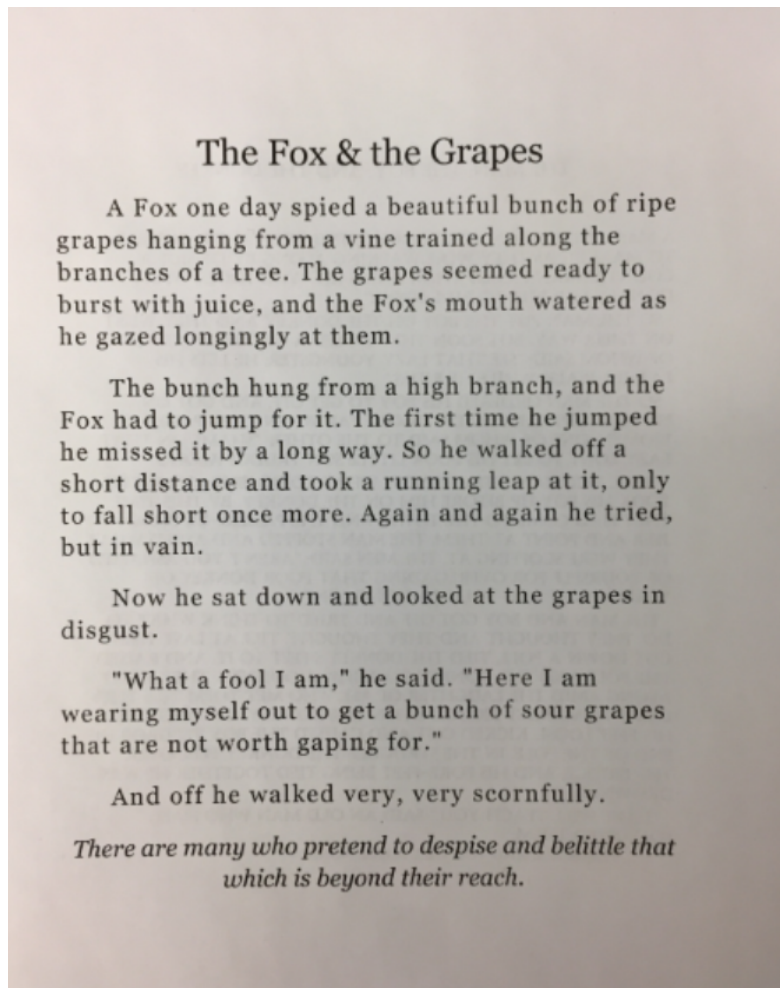 The Fox & the Grapes
A Fox one day spied a beautiful bunch of ripe
grapes hanging from a vine trained along the
branches of a tree. The grapes seemed ready to
burst with juice, and the Fox's mouth watered as
he gazed longingly at them.
The bunch hung from a high branch, and the
Fox had to jump for it. The first time he jumped
he missed it by a long way. So he walked off a
short distance and took a running leap at it, only
to fall short once more. Again and again he tried,
but in vain.
Now he sat down and looked at the grapes in
disgust.
"What a fool I am," he said. "Here I am
wearing myself out to get a bunch of sour grapes
that are not worth gaping for."
And off he walked very, very scornfully.
There are many who pretend to despise and belittle that
which is beyond their reach.